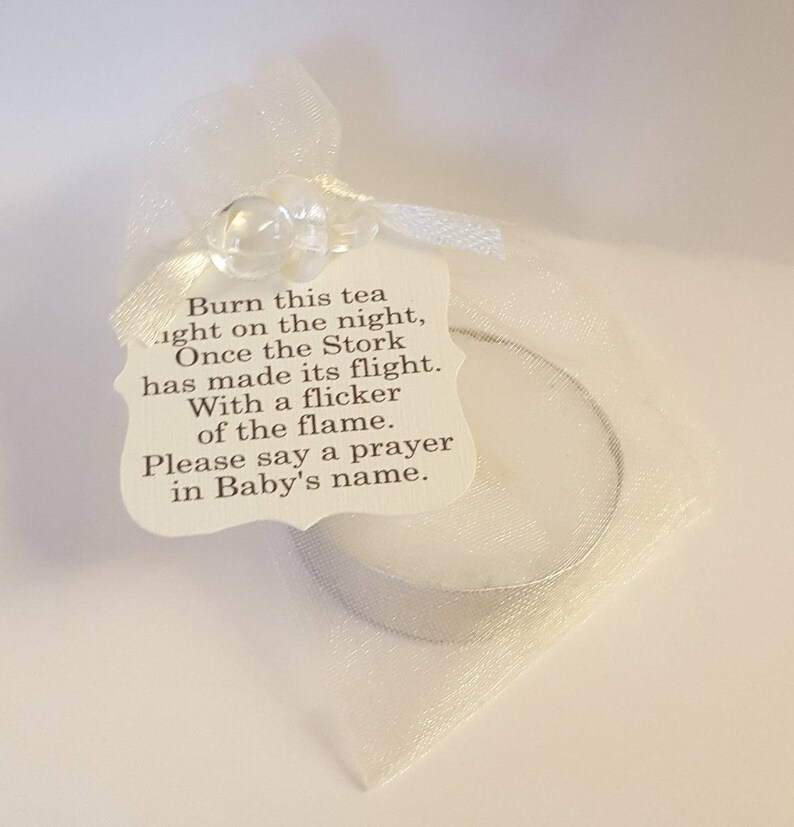 Burn this tea
light on the night,
Once the Stork
has made its flight.
With a flicker
of the flame.
Please say a prayer
in Baby's name.